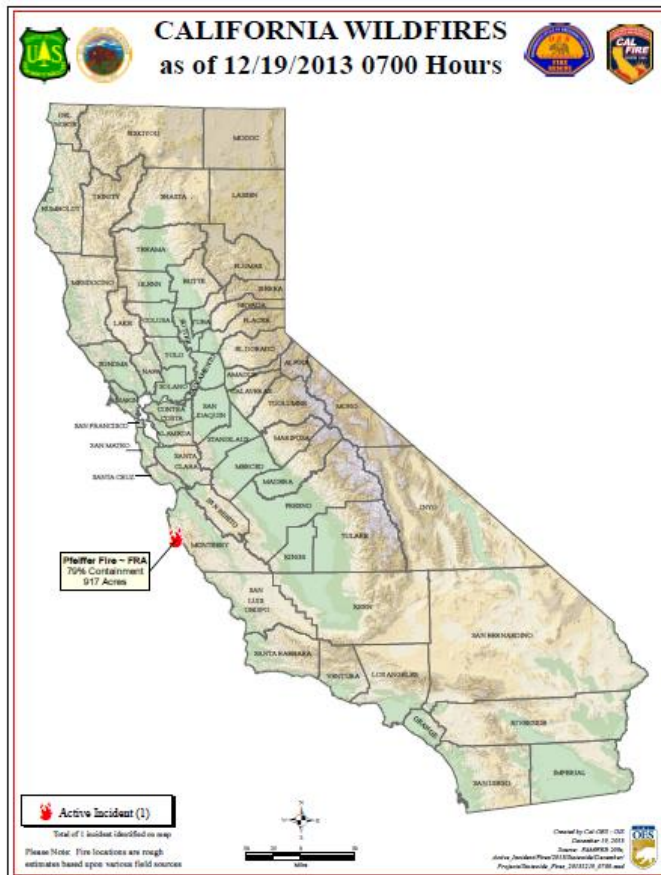 CALIFORNIA WILDFIRES
as of 12/19/2013 0700 Hours
DEL
NORTE
SISKIYOU
MODOC
HUMBOLDT
TRINITY
SHASTA
LASSEN
TEHAMA
PLUMAS
MENDOCINO
GLENN
BUTTE
SIERRA
NEVADA
LAKE
COLUSA
SUTTER
YUBA
PLACER
SONOMA
NAPA
YOLO
SACRAMENTO
EL DORADO
ALPINE
AMADOR
SOLANO
CALAVERAS
MARIN
CONTRA
COSTA
SAN
JOAQUIN
TUOLUMNE
MONO
SAN FRANCISCO
ALAMEDA
STANISLAUS
MARIPOSA
SAN MATEO
SANTA
CLARA
MERCED
MADERA
SANTA CRUZ
SAN BENITO
FRESNO
INYO
TULARE
MONTEREY
KINGS
Pfeiffer Fire ~ FRA
79% Containment
917 Acres
SAN
LUIS
OBISPO
KERN
SAN BERNARDINO
SANTA BARBARA
VENTURA
LOS ANGELES
ORANGE
RIVERSIDE
SAN DIEGO
IMPERIAL
Active Incident (1)
Total of 1 incident identified on map
Please Note: Fire locations are rough
estimates based upon various field sources
N
Miles
Created by Cal OES - GIS
December 19, 2013
OES
CAL
FIRE
FIRE
RESCUE